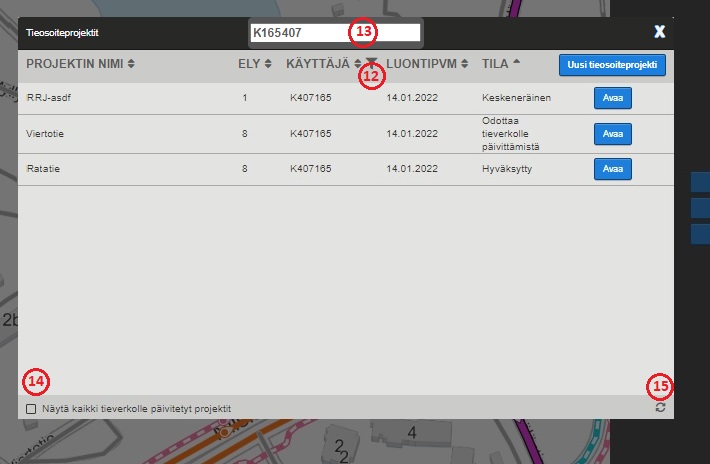 Tieosoiteprojektit
K165407
13
X
PROJEKTIN NIMI ELY KÄYTTÄJÄ LUONTIPVM TILA
12
Uusi tieosoiteprojekti
RRJ-asdf 1 K407165 14.01.2022 Keskeneräinen Avaa
Viertotie 8 K407165 14.01.2022 Odottaa
tieverkolle
päivittämistä
Avaa
Ratatie 8 K407165 14.01.2022 Hyväksytty Avaa
14
15
Näytä kaikki tieverkolle päivitetyt projektit
4
2
2